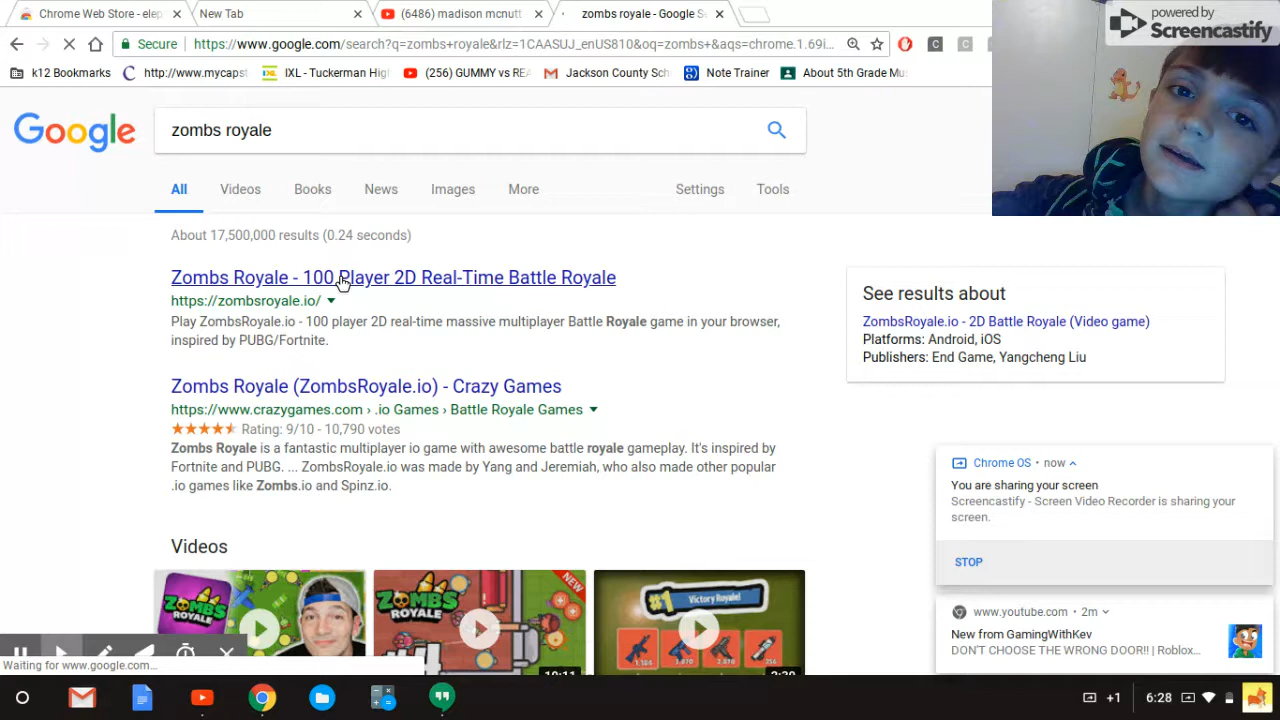 Chrome Web Store - elep
New Tab
(6486) madison mcnutt
zombs royale - Google Se
powered by
Screencastify
Secure
https://www.google.com/search?q=zombs+royale&rlz=1CAASUJ_enUS810&oq=zombs+&aqs=chrome.1.69i...
k12 Bookmarks
http://www.mycaps
IXL - Tuckerman Hig
(256) GUMMY vs REA
Jackson County Sch
Note Trainer
About 5th Grade Mu
Google
zombs royale
All
Videos
Books
News
Images
More
Settings
Tools
About 17,500,000 results (0.24 seconds)
Zombs Royale - 100 Player 2D Real-Time Battle Royale
https://zombsroyale.io/
Play ZombsRoyale.io - 100 player 2D real-time massive multiplayer Battle Royale game in your browser,
inspired by PUBG/Fortnite.
See results about
ZombsRoyale.io - 2D Battle Royale (Video game)
Platforms: Android, iOS
Publishers: End Game, Yangcheng Liu
Zombs Royale (ZombsRoyale.io) - Crazy Games
https://www.crazygames.com › .io Games › Battle Royale Games
Rating: 9/10 - 10,790 votes
Zombs Royale is a fantastic multiplayer io game with awesome battle royale gameplay. It's inspired by
Fortnite and PUBG. ... ZombsRoyale.io was made by Yang and Jeremiah, who also made other popular
.io games like Zombs.io and Spinz.io.
Chrome OS • now
You are sharing your screen
Screencastify - Screen Video Recorder is sharing your
screen.
STOP
Videos
ZOMBS
ROYALE
ZOMBS
ROYALE
NEW
#1 Victory Royale!
www.youtube.com • 2m
New from GamingWithKev
DON'T CHOOSE THE WRONG DOOR!! | Roblox...
Waiting for www.google.com...
+1
6:28